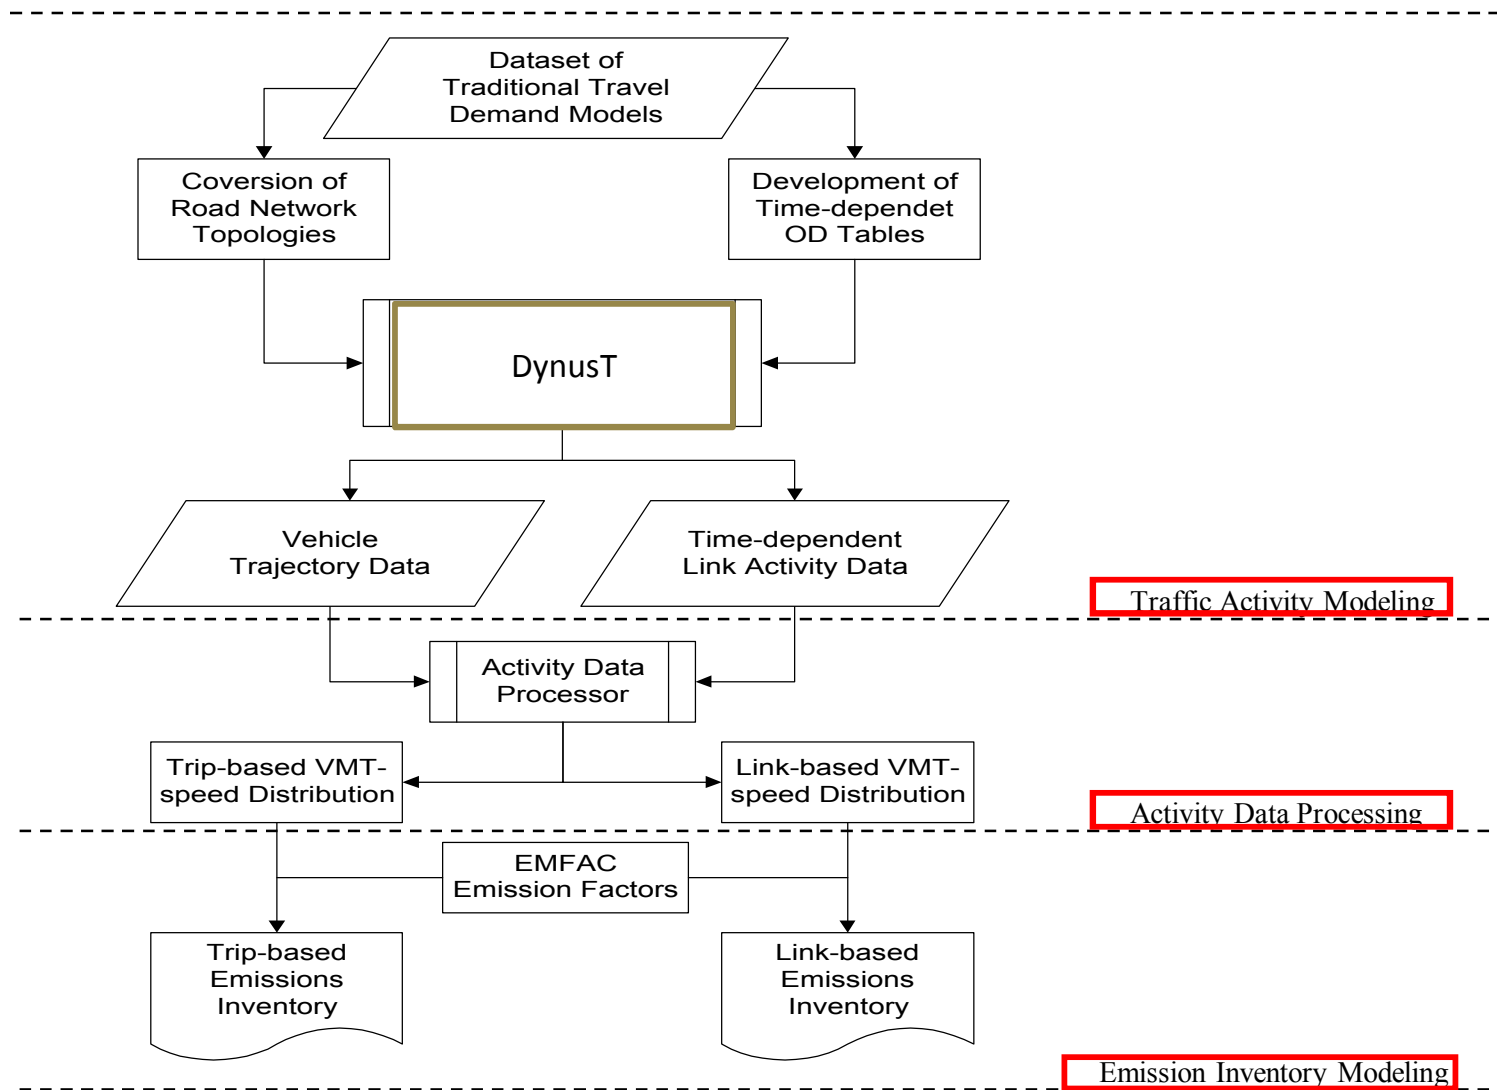 Dataset of
Traditional Travel
Demand Models
Coversion of
Road Network
Topologies
Development of
Time-dependet
OD Tables
DynusT
Vehicle
Trajectory Data
Time-dependent
Link Activity Data
Traffic Activity Modeling
Activity Data
Processor
Trip-based VMT-
speed Distribution
Link-based VMT-
speed Distribution
Activity Data Processing
EMFAC
Emission Factors
Trip-based
Emissions
Inventory
Link-based
Emissions
Inventory
Emission Inventory Modeling